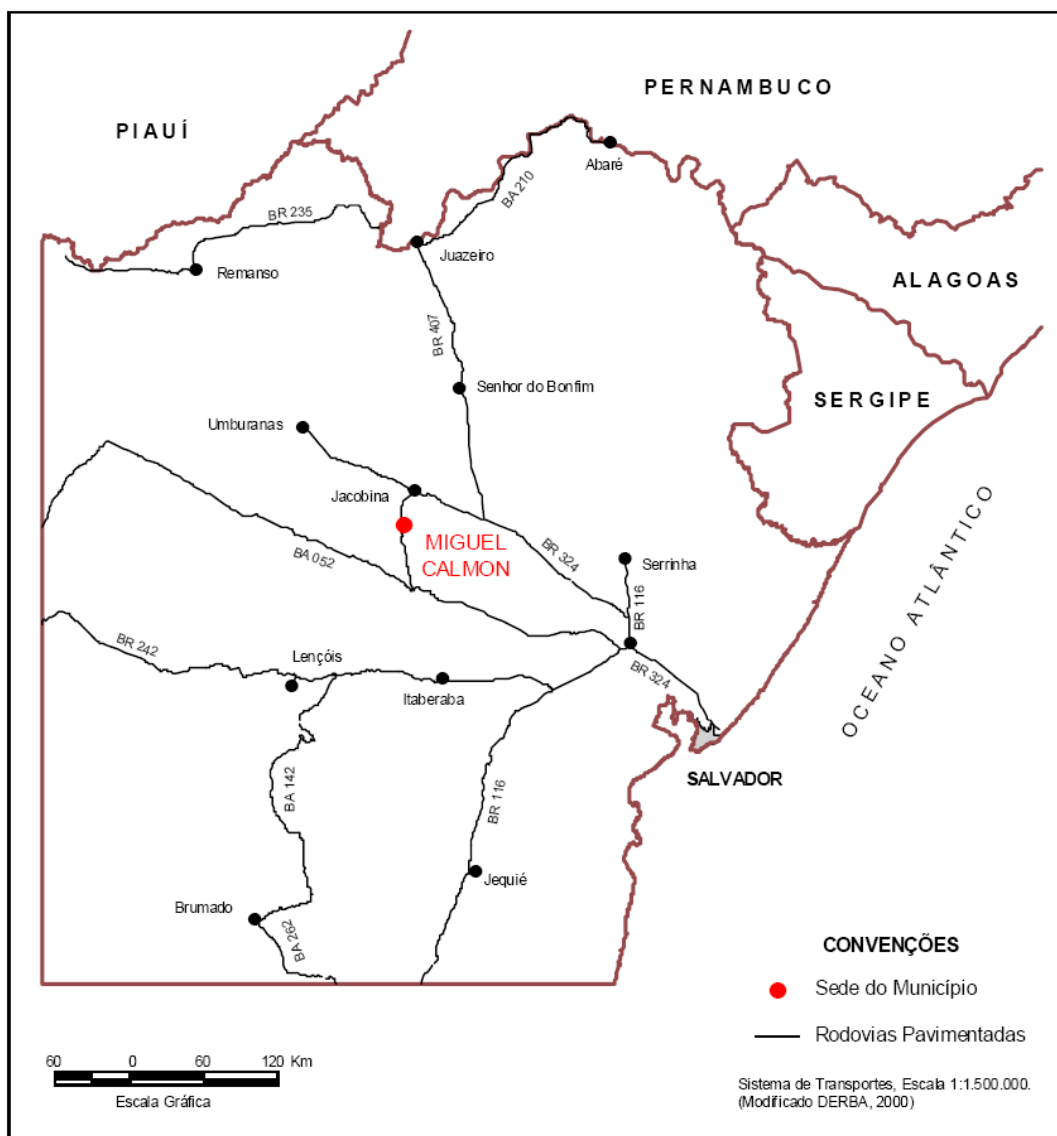 PERNAMBUCO
PIAUÍ
Abaré
BA 210
BR 235
Juazeiro
Remanso
ALAGOAS
BR 407
Senhor do Bonfim
SERGIPE
Umburanas
Jacobina
MIGUEL
CALMON
BA 052
BR 324
Serrinha
BR 116
OCEANO ATLÂNTICO
BR 242
Lençóis
Itaberaba
BR 324
SALVADOR
BA 142
BR 116
Jequié
Brumado
BA 262
CONVENÇÕES
Sede do Município
Rodovias Pavimentadas
60 0 60 120 Km
Escala Gráfica
Sistema de Transportes, Escala 1:1.500.000.
(Modificado DERBA, 2000)